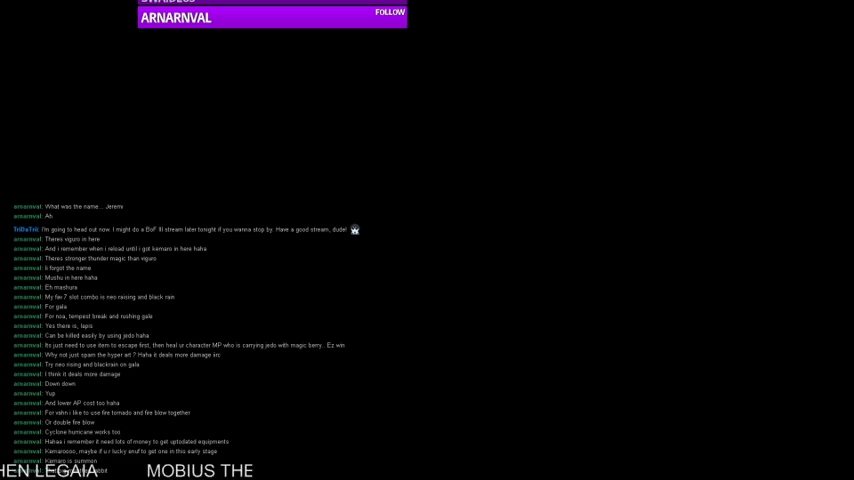 ARNARNVAL
FOLLOW
arnarnval: What was the name... Jeremi
arnarnval: Ah
TriDaTrii: I'm going to head out now. I might do a BoF III stream later tonight if you wanna stop by. Have a good stream, dude!
arnarnval: Theres viguro in here
arnarnval: And i remember when i reload until i got kemaro in here haha
arnarnval: Theres stronger thunder magic than viguro
arnarnval: Ii forgot the name
arnarnval: Mushu in here haha
arnarnval: Eh mashura
arnarnval: My fav 7 slot combo is neo raising and black rain
arnarnval: For gala
arnarnval: For noa, tempest break and rushing gale
arnarnval: Yes there is, lapis
arnarnval: Can be killed easily by using jedo haha
arnarnval: Its just need to use item to escape first, then heal ur character MP who is carrying jedo with magic berry.. Ez win
arnarnval: Why not just spam the hyper art ? Haha it deals more damage iirc
arnarnval: Try neo rising and blackrain on gala
arnarnval: I think it deals more damage
arnarnval: Down down
arnarnval: Yup
arnarnval: And lower AP cost too haha
arnarnval: For vahn i like to use fire tornado and fire blow together
arnarnval: Or double fire blow
arnarnval: Cyclone hurricane works too
arnarnval: Hahaa i remember it need lots of money to get uptodated equipments
arnarnval: Kemaroooo, maybe if u r lucky enuf to get one in this early stage
arnarnval: Kemaro is summon
HEN LEGAIA MOBIUS THE